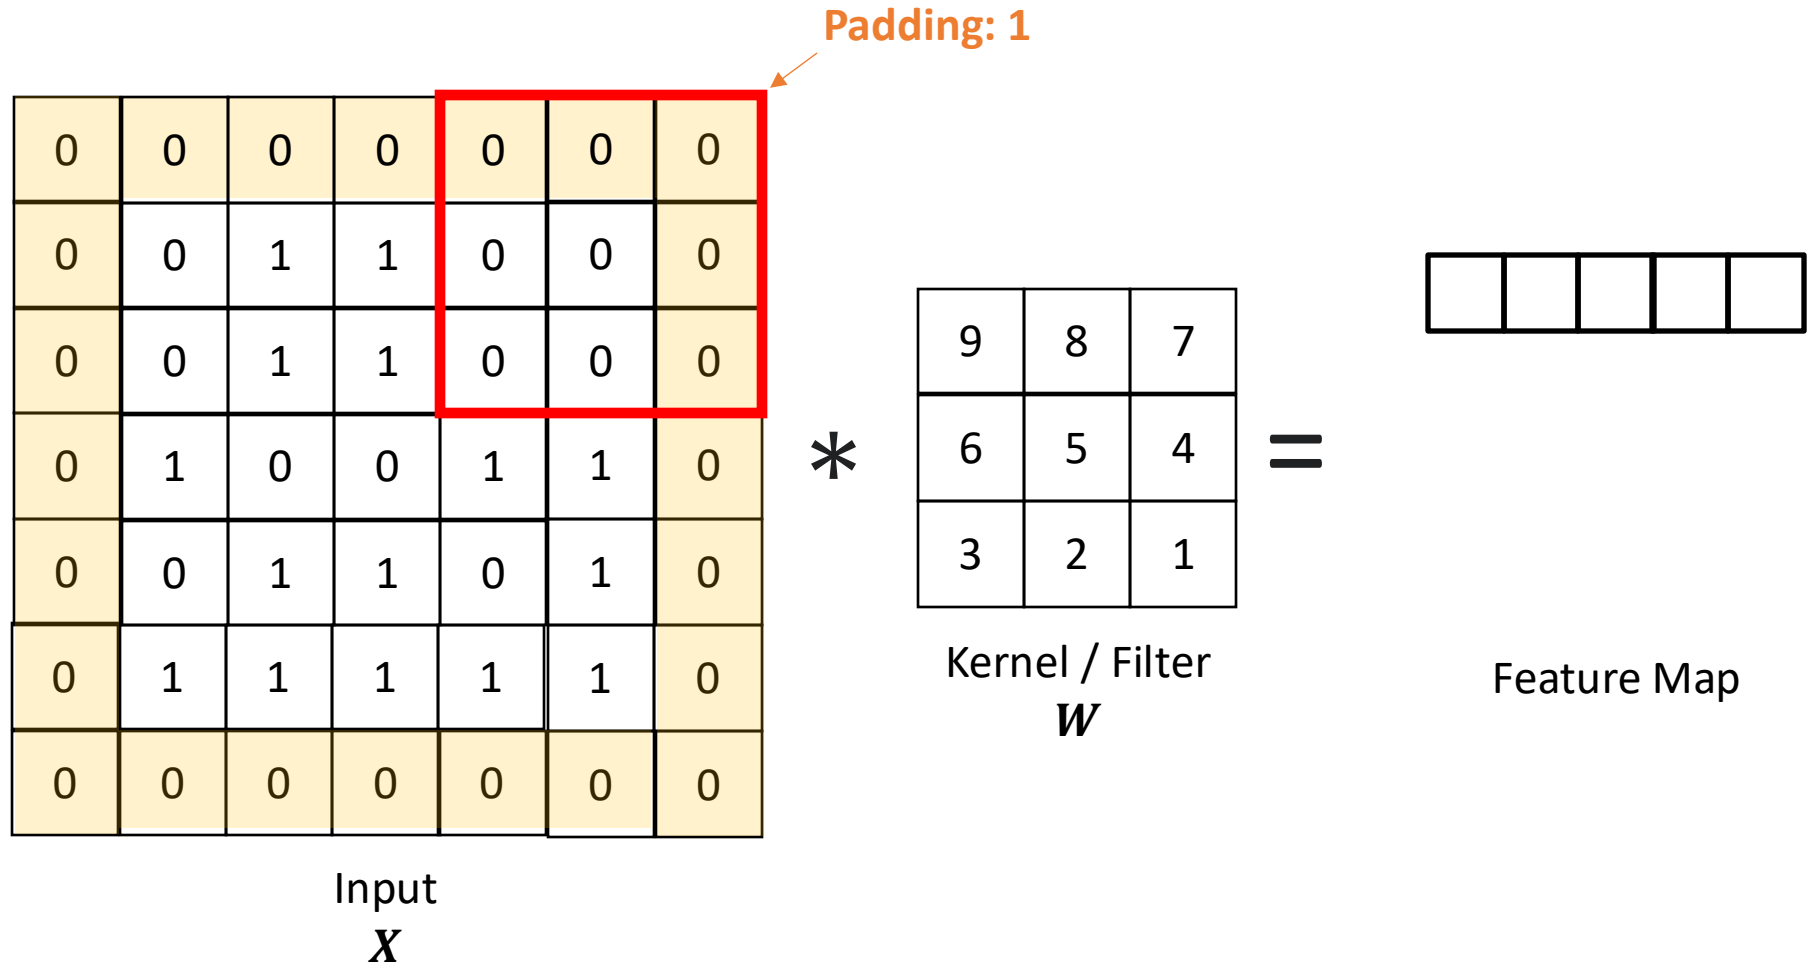 Padding: 1
0 0 0 0 0 0 0
0 0 1 1 0 0 0
0 0 1 1 0 0 0
0 1 0 0 1 1 0
0 0 1 1 0 1 0
0 1 1 1 1 1 0
0 0 0 0 0 0 0
Input
X
*
9 8 7
6 5 4
3 2 1
Kernel / Filter
W
=
Feature Map